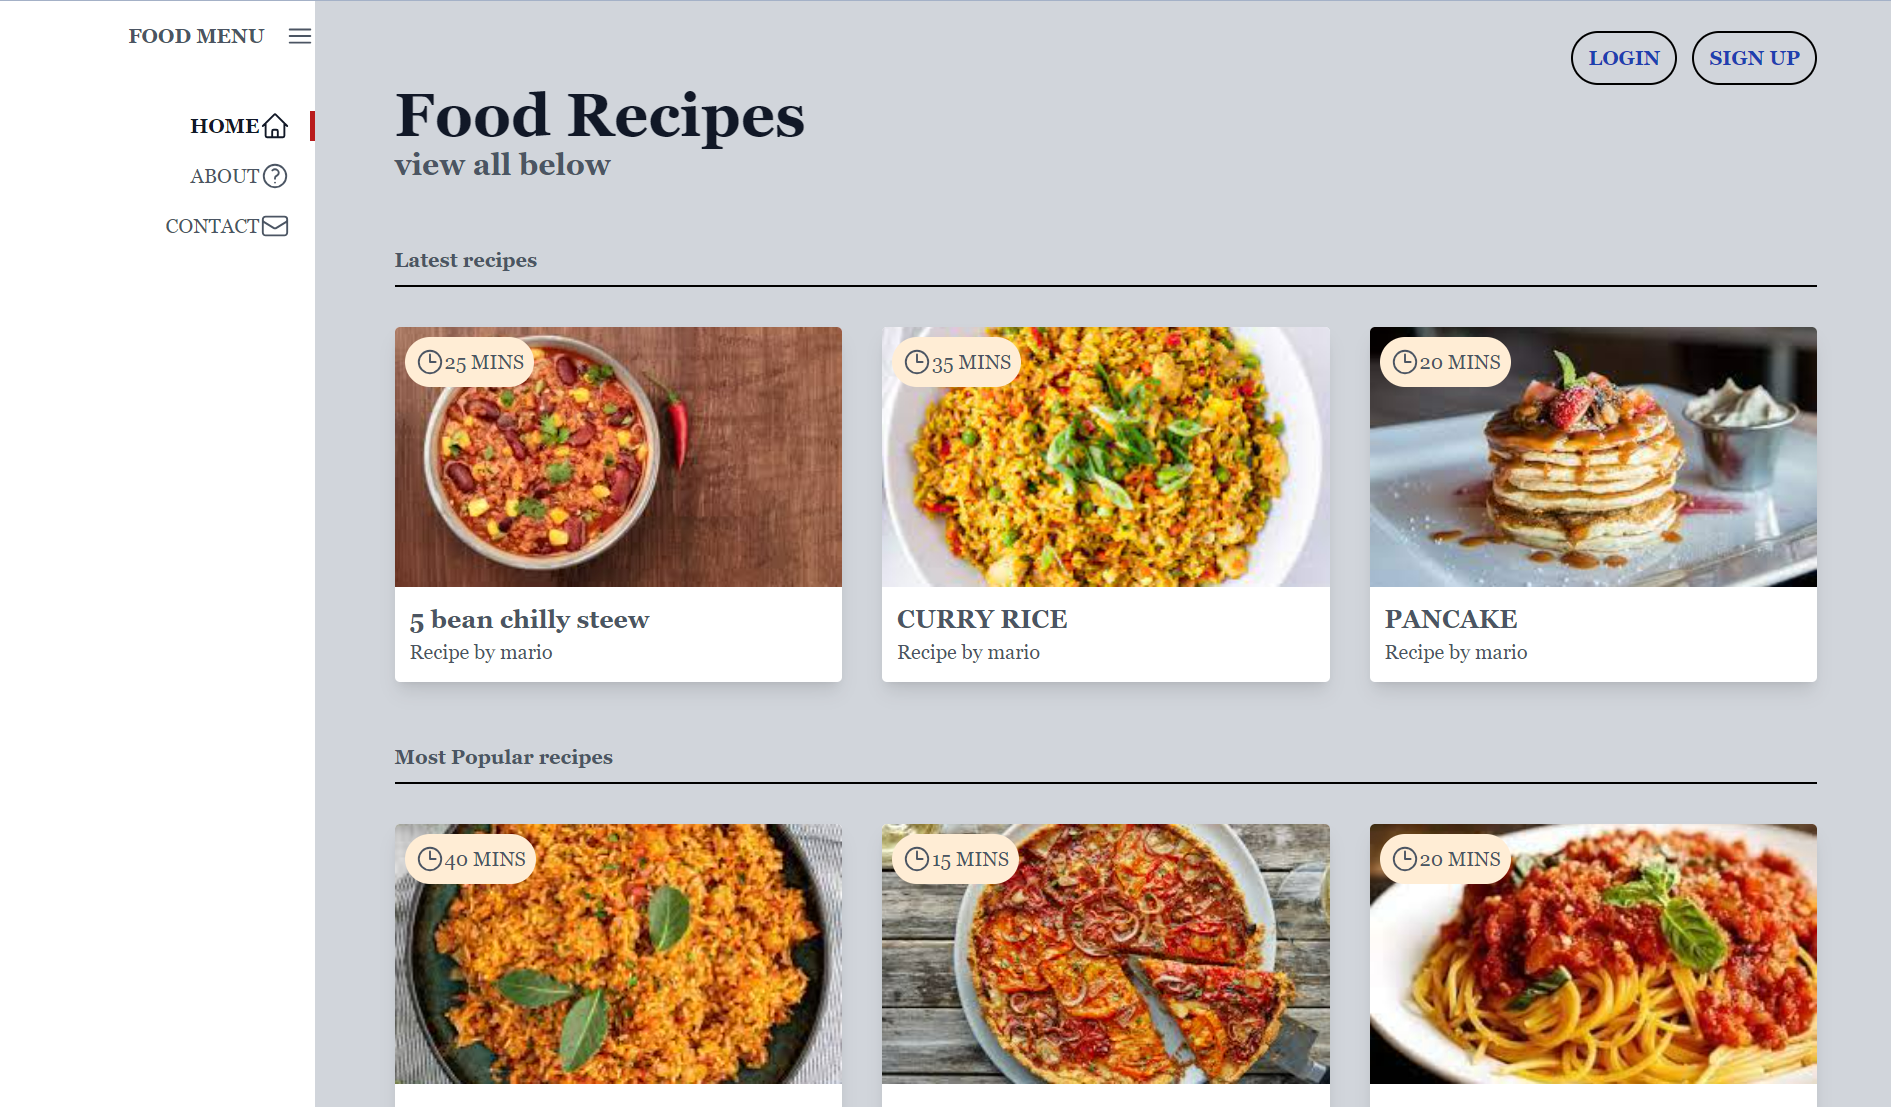 FOOD MENU
HOME
ABOUT
CONTACT
LOGIN
SIGN UP
Food Recipes
view all below
Latest recipes
25 MINS
35 MINS
20 MINS
5 bean chilly steew
Recipe by mario
CURRY RICE
Recipe by mario
PANCAKE
Recipe by mario
Most Popular recipes
40 MINS
15 MINS
20 MINS